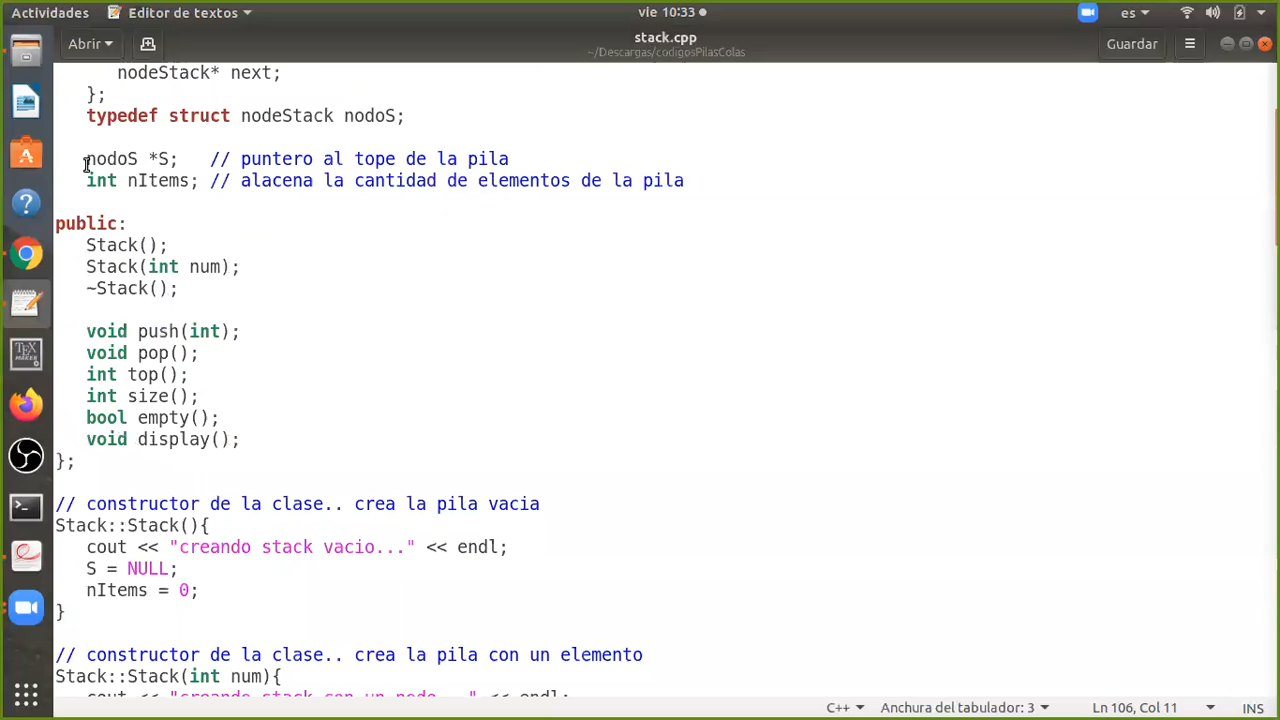 Actividades
Editor de textos
vie 10:33
es
Abrir
stack.cpp
~/Descargas/codigosPilasColas
Guardar
nodeStack* next;
};
typedef struct nodeStack nodoS;
nodoS *S; // puntero al tope de la pila
int nItems; // alacena la cantidad de elementos de la pila
public:
Stack();
Stack(int num);
~Stack();
void push(int);
void pop();
int top();
int size();
bool empty();
void display();
};
// constructor de la clase.. crea la pila vacia
Stack::Stack(){
cout << "creando stack vacio..." << endl;
S = NULL;
nItems = 0;
}
// constructor de la clase.. crea la pila con un elemento
Stack::Stack(int num){
cout << "creando stack con un nodo..." << endl;
C++
Anchura del tabulador: 3
Ln 106, Col 11
INS